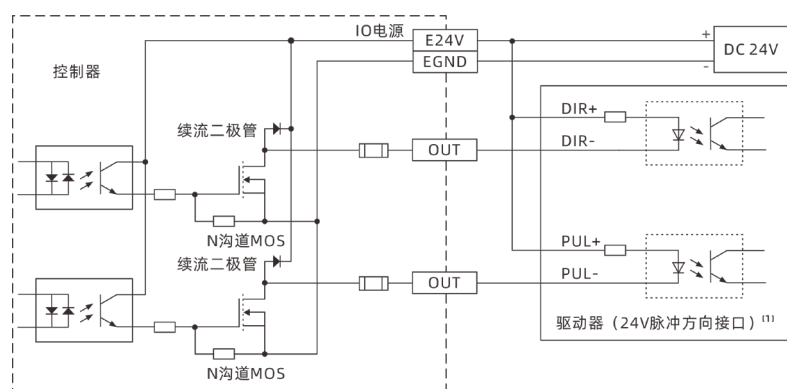 IO电源
E24V
+
DC 24V
EGND
-
控制器
DIR+
续流二极管
OUT
DIR-
N沟道MOS
PUL+
续流二极管
OUT
PUL-
驱动器（24V脉冲方向接口）[1]
N沟道MOS